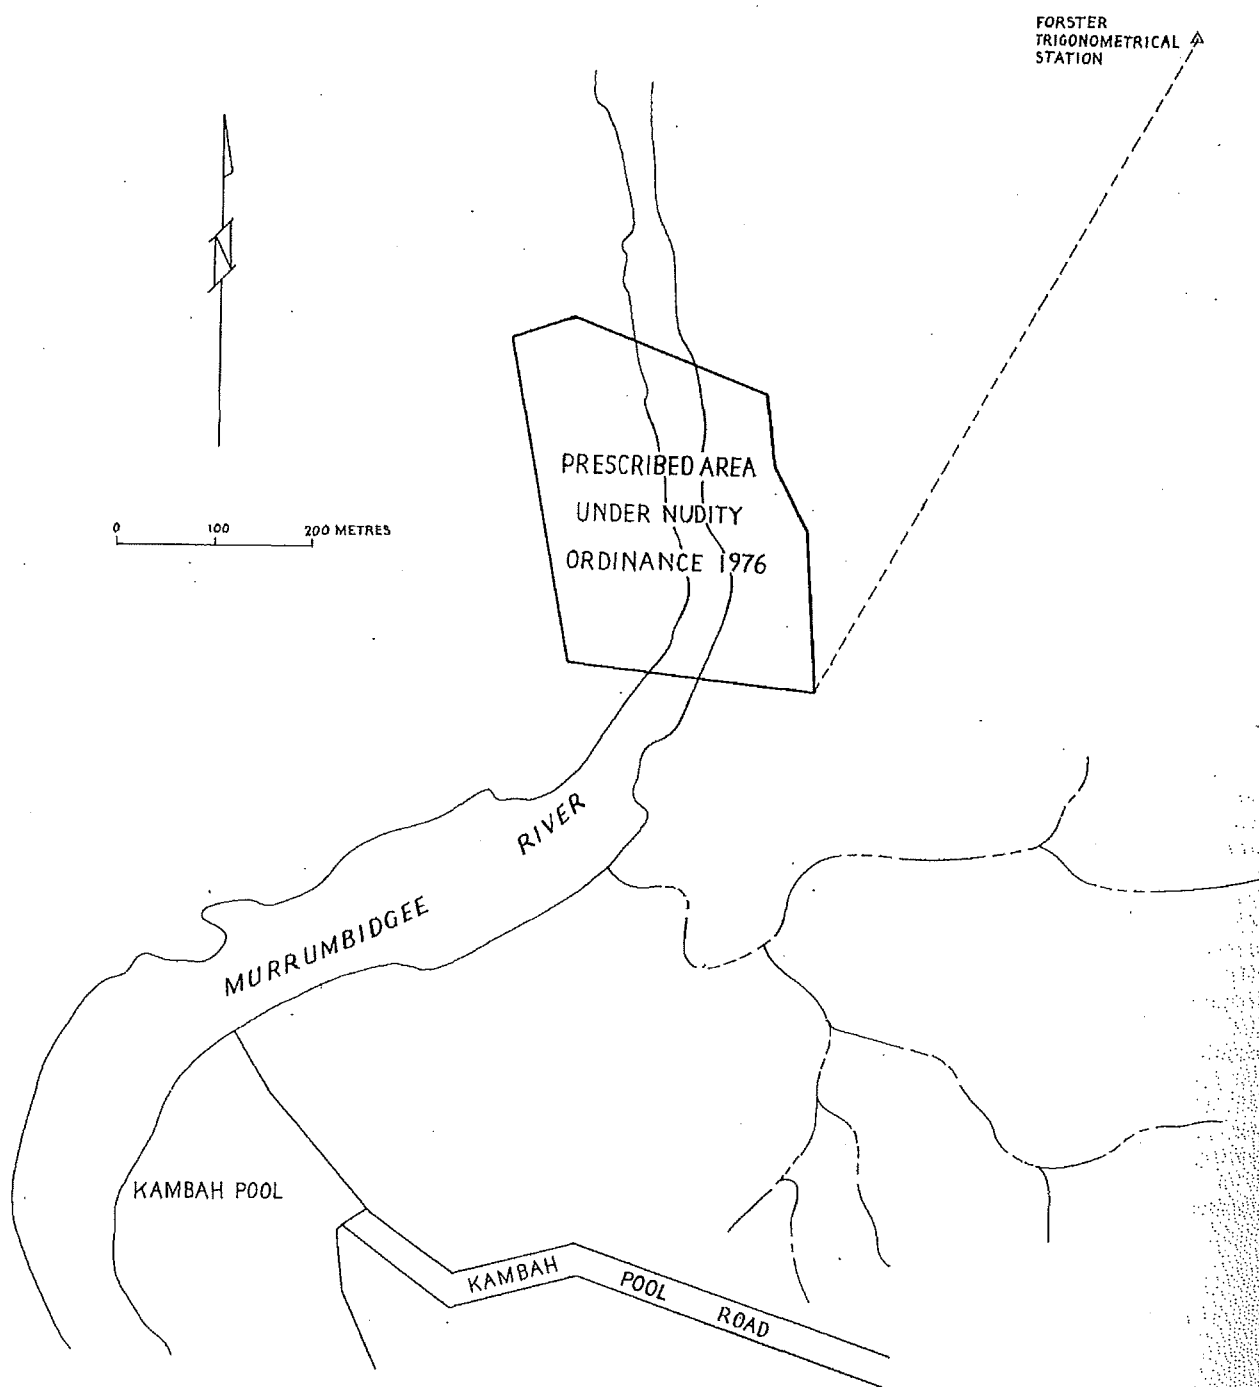 FORSTER
TRIGONOMETRICAL
STATION
N
PRESCRIBED AREA
UNDER NUDITY
ORDINANCE 1976
0 100 200 METRES
RIVER
MURRUMBIDGEE
KAMBAH POOL
KAMBAH POOL ROAD